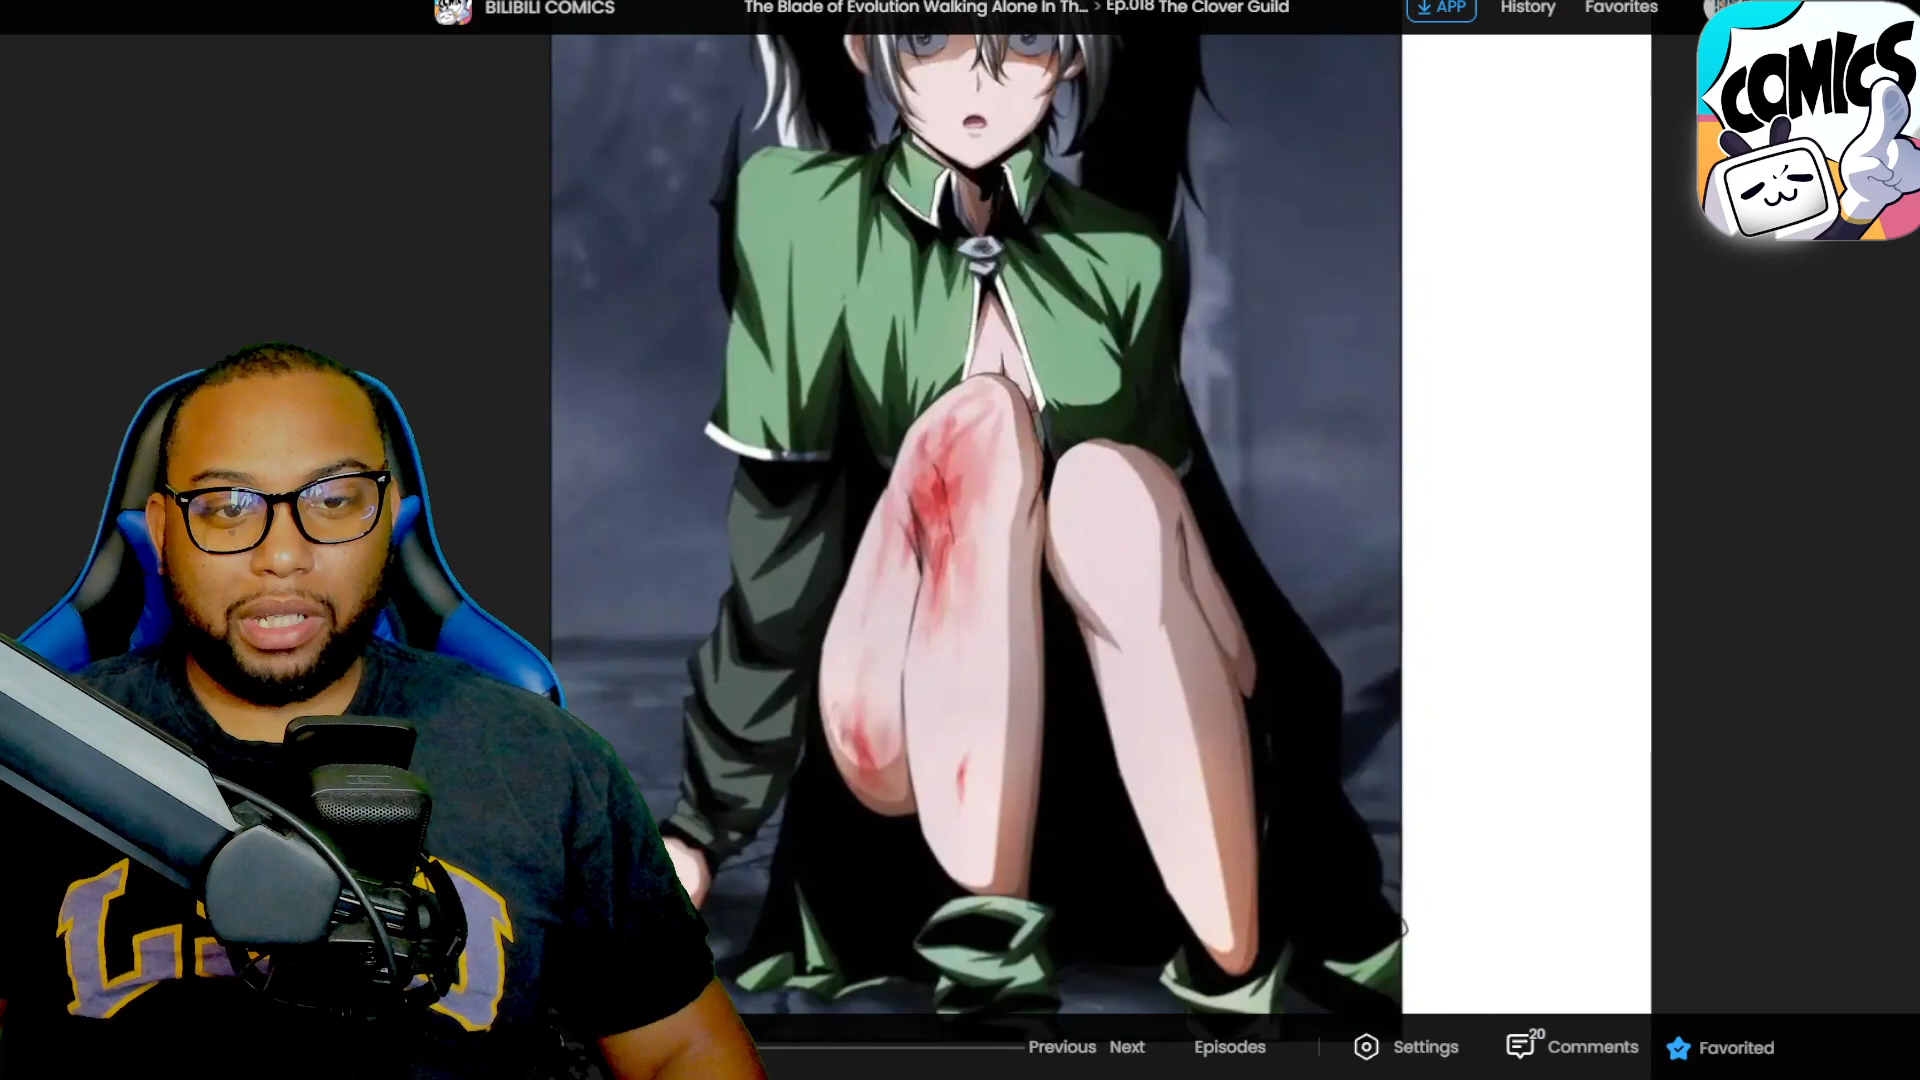 BILIBILI COMICS
The Blade of Evolution Walking Alone In Th... > Ep.018 The Clover Guild
APP
History
Favorites
COMICS
Previous
Next
Episodes
Settings
20
Comments
Favorited